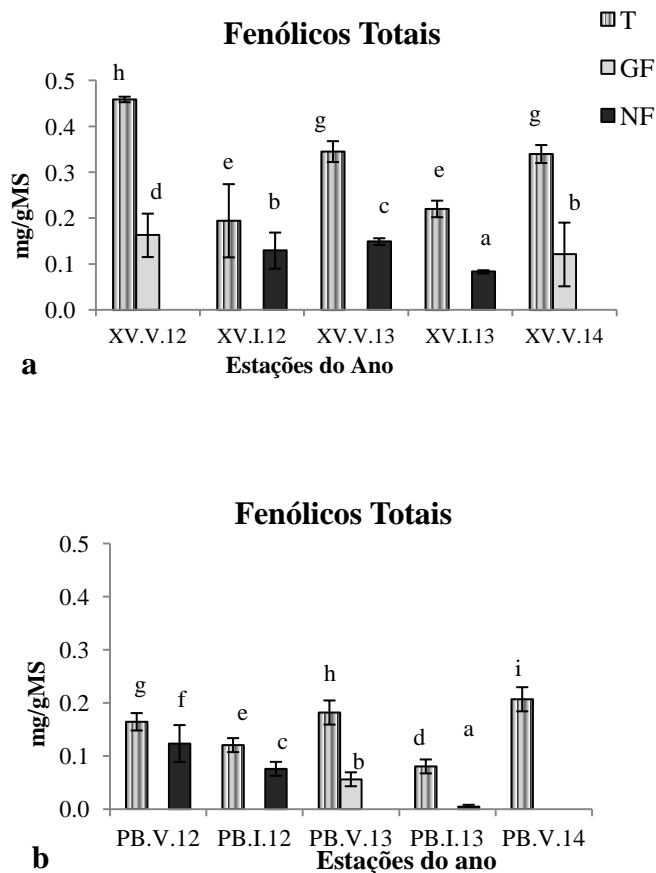 Fenólicos Totais
T
GF
NF
h
0.5
g
g
0.4
d
e
e
b
0.3
b
c
a
mg/gMS
0.2
0.1
0.0
XV.V.12 XV.I.12 XV.V.13 XV.I.13 XV.V.14
a
Estações do Ano
Fenólicos Totais
0.5
0.4
0.3
i
h
g
f
mg/gMS
0.2
e
d
a
c
b
0.1
0.0
PB.V.12 PB.I.12 PB.V.13 PB.I.13 PB.V.14
b
Estações do ano